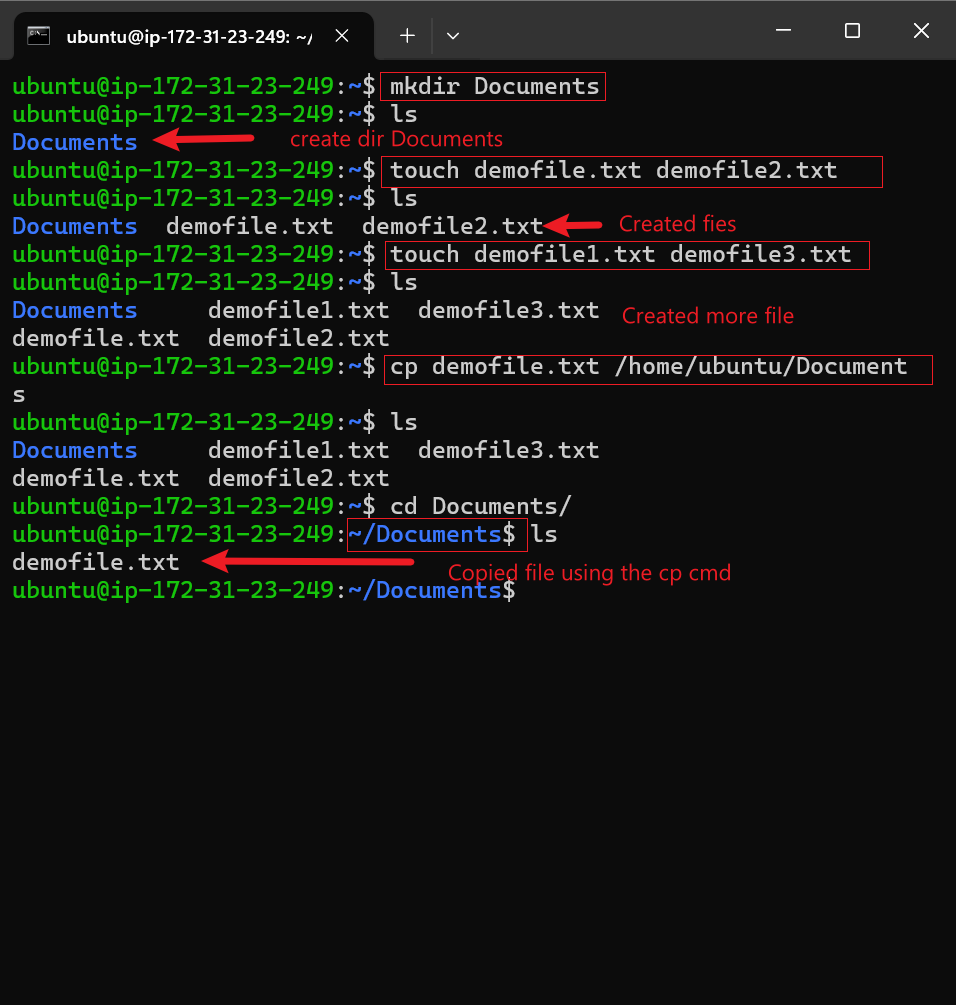 ubuntu@ip-172-31-23-249: ~/
ubuntu@ip-172-31-23-249:~$ mkdir Documents
ubuntu@ip-172-31-23-249:~$ ls
Documents create dir Documents
ubuntu@ip-172-31-23-249:~$ touch demofile.txt demofile2.txt
ubuntu@ip-172-31-23-249:~$ ls
Documents  demofile.txt  demofile2.txt Created fies
ubuntu@ip-172-31-23-249:~$ touch demofile1.txt demofile3.txt
ubuntu@ip-172-31-23-249:~$ ls
Documents     demofile1.txt  demofile3.txt Created more file
demofile.txt  demofile2.txt
ubuntu@ip-172-31-23-249:~$ cp demofile.txt /home/ubuntu/Document
s
ubuntu@ip-172-31-23-249:~$ ls
Documents     demofile1.txt  demofile3.txt
demofile.txt  demofile2.txt
ubuntu@ip-172-31-23-249:~$ cd Documents/
ubuntu@ip-172-31-23-249:~/Documents$ ls
demofile.txt Copied file using the cp cmd
ubuntu@ip-172-31-23-249:~/Documents$